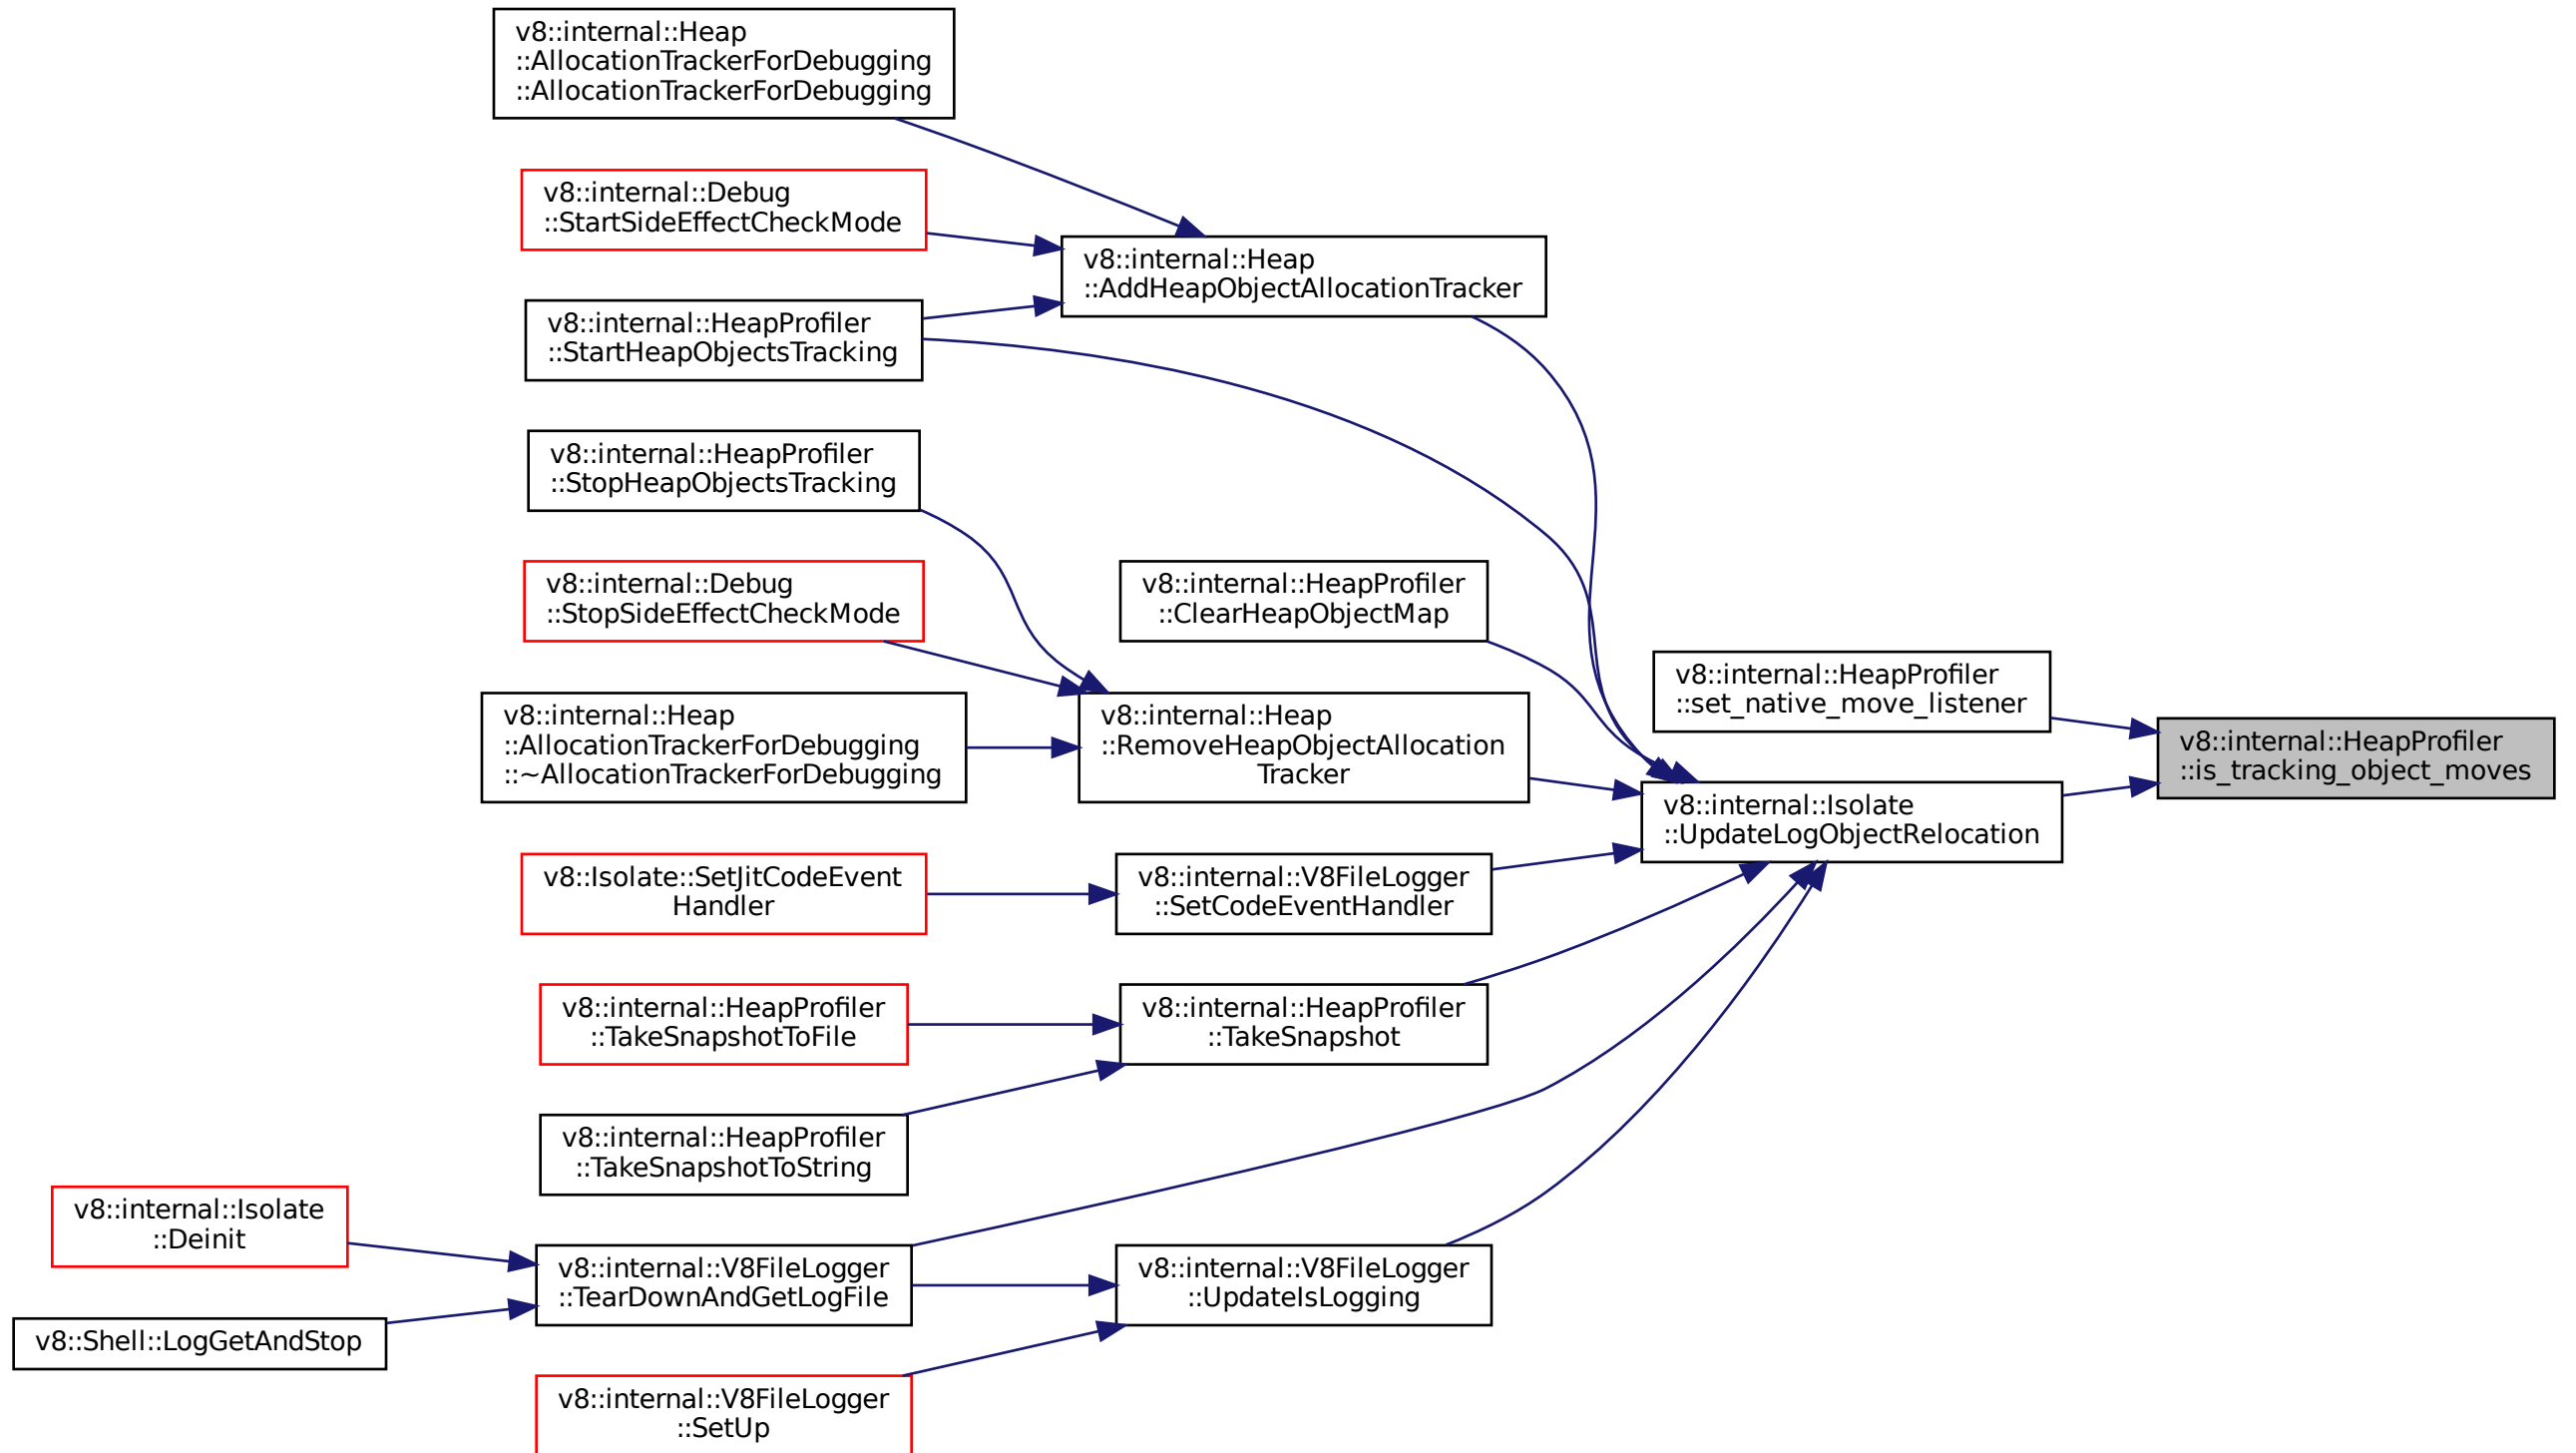 v8::internal::Heap
::AllocationTrackerForDebugging
::AllocationTrackerForDebugging
v8::internal::Debug
::StartSideEffectCheckMode
v8::internal::Heap
::AddHeapObjectAllocationTracker
v8::internal::HeapProfiler
::StartHeapObjectsTracking
v8::internal::HeapProfiler
::StopHeapObjectsTracking
v8::internal::Debug
::StopSideEffectCheckMode
v8::internal::HeapProfiler
::ClearHeapObjectMap
v8::internal::HeapProfiler
::set_native_move_listener
v8::internal::HeapProfiler
::is_tracking_object_moves
v8::internal::Heap
::AllocationTrackerForDebugging
::~AllocationTrackerForDebugging
v8::internal::Heap
::RemoveHeapObjectAllocation
Tracker
v8::internal::Isolate
::UpdateLogObjectRelocation
v8::Isolate::SetJitCodeEvent
Handler
v8::internal::V8FileLogger
::SetCodeEventHandler
v8::internal::HeapProfiler
::TakeSnapshotToFile
v8::internal::HeapProfiler
::TakeSnapshot
v8::internal::HeapProfiler
::TakeSnapshotToString
v8::internal::Isolate
::Deinit
v8::internal::V8FileLogger
::TearDownAndGetLogFile
v8::internal::V8FileLogger
::UpdateIsLogging
v8::Shell::LogGetAndStop
v8::internal::V8FileLogger
::SetUp